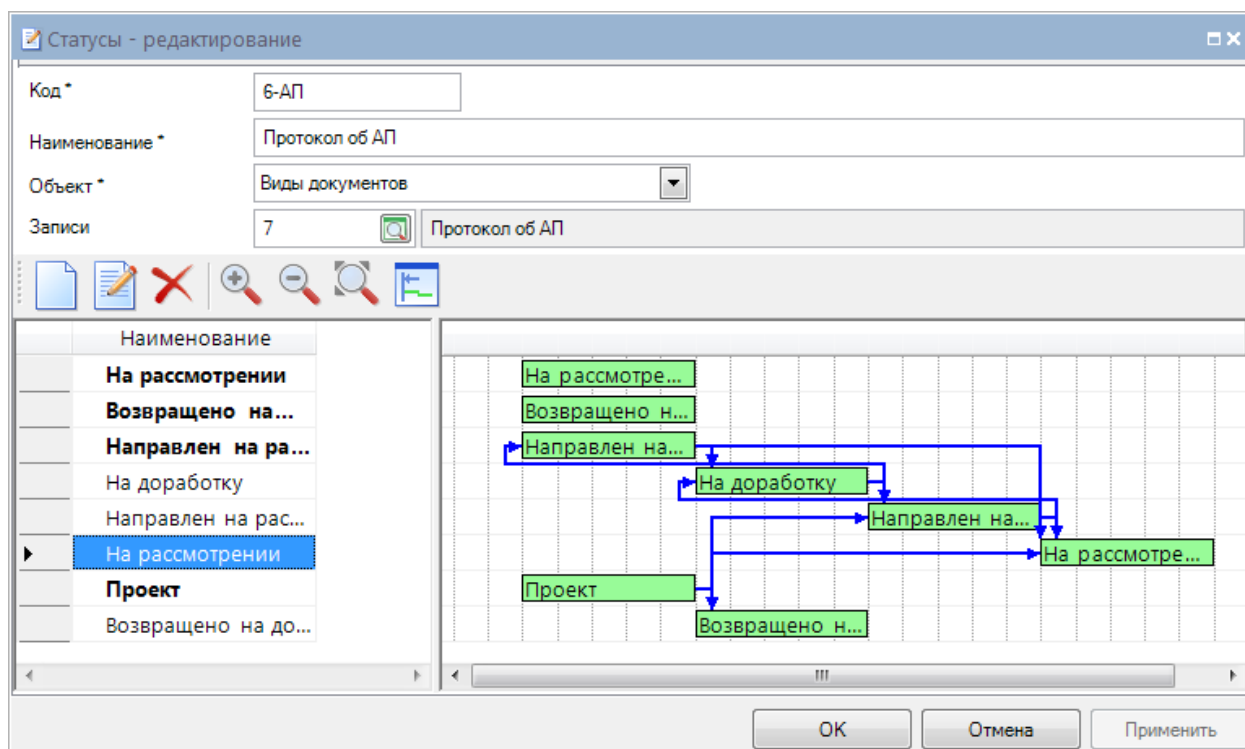 Статусы - редактирование
Код *
6-АП
Наименование *
Протокол об АП
Объект *
Виды документов
Записи
7
Протокол об АП
Наименование
На рассмотрении
На рассмотре...
Возвращено на...
Возвращено н...
Направлен на ра...
Направлен на...
На доработку
На доработку
Направлен на рас...
Направлен на...
На рассмотрении
На рассмотре...
Проект
Проект
Возвращено на до...
Возвращено н...
OK
Отмена
Применить